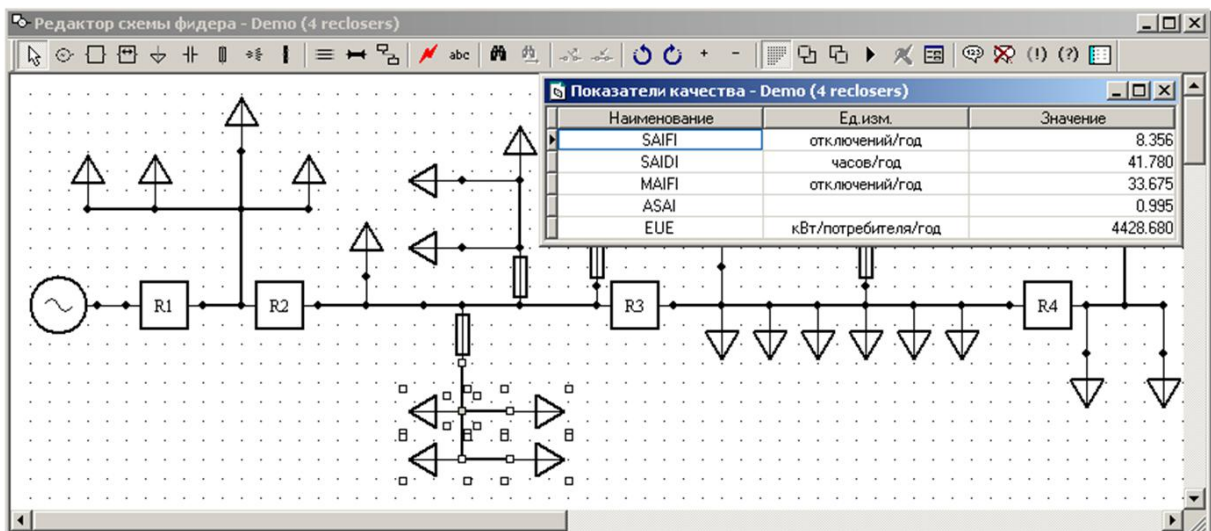 Редактор схемы фидера - Demo (4 reclosers)
abc
+ -
123
(!) (?)
Показатели качества - Demo (4 reclosers)
Наименование Ед.изм. Значение
SAIFI отключений/год 8.356
SAIDI часов/год 41.780
MAIFI отключений/год 33.675
ASAI 0.995
EUE кВт/потребителя/год 4428.680
R1 R2 R3 R4